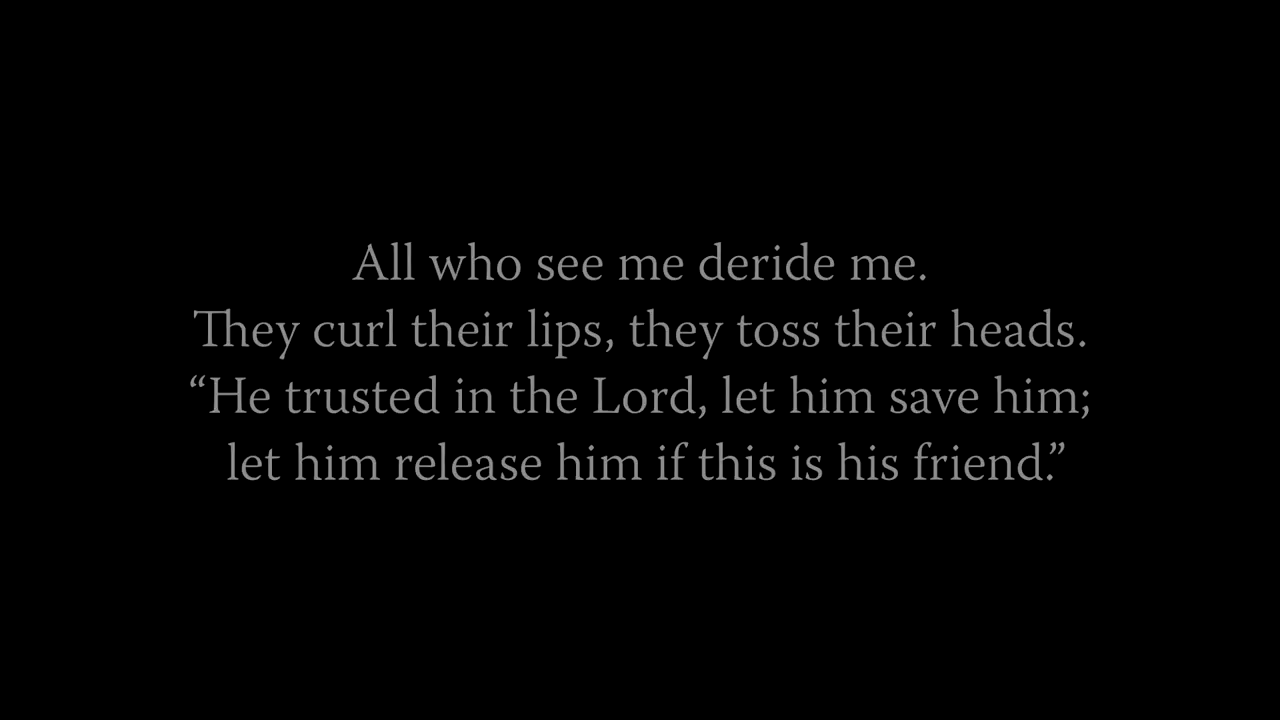 All who see me deride me.
They curl their lips, they toss their heads.
“He trusted in the Lord, let him save him;
let him release him if this is his friend.”